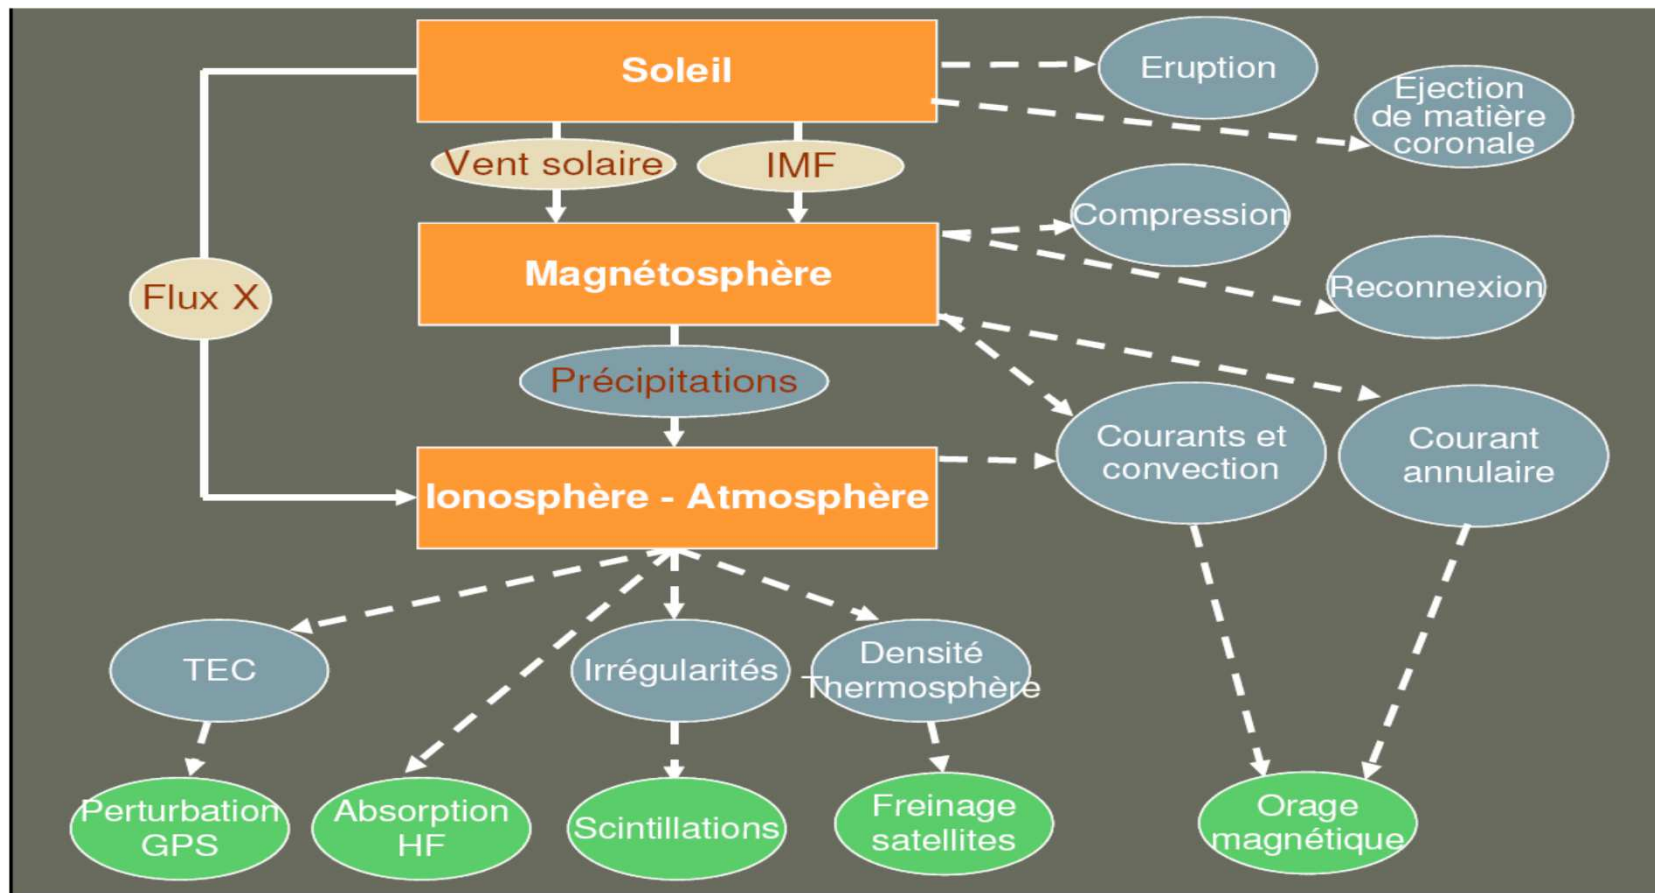 Soleil
Eruption
Ejection
de matière
coronale
Vent solaire
IMF
Compression
Magnétosphère
Reconnexion
Flux X
Précipitations
Courants et
convection
Courant
annulaire
Ionosphère - Atmosphère
TEC
Irrégularités
Densité
Thermosphère
Perturbation
GPS
Absorption
HF
Scintillations
Freinage
satellites
Orage
magnétique